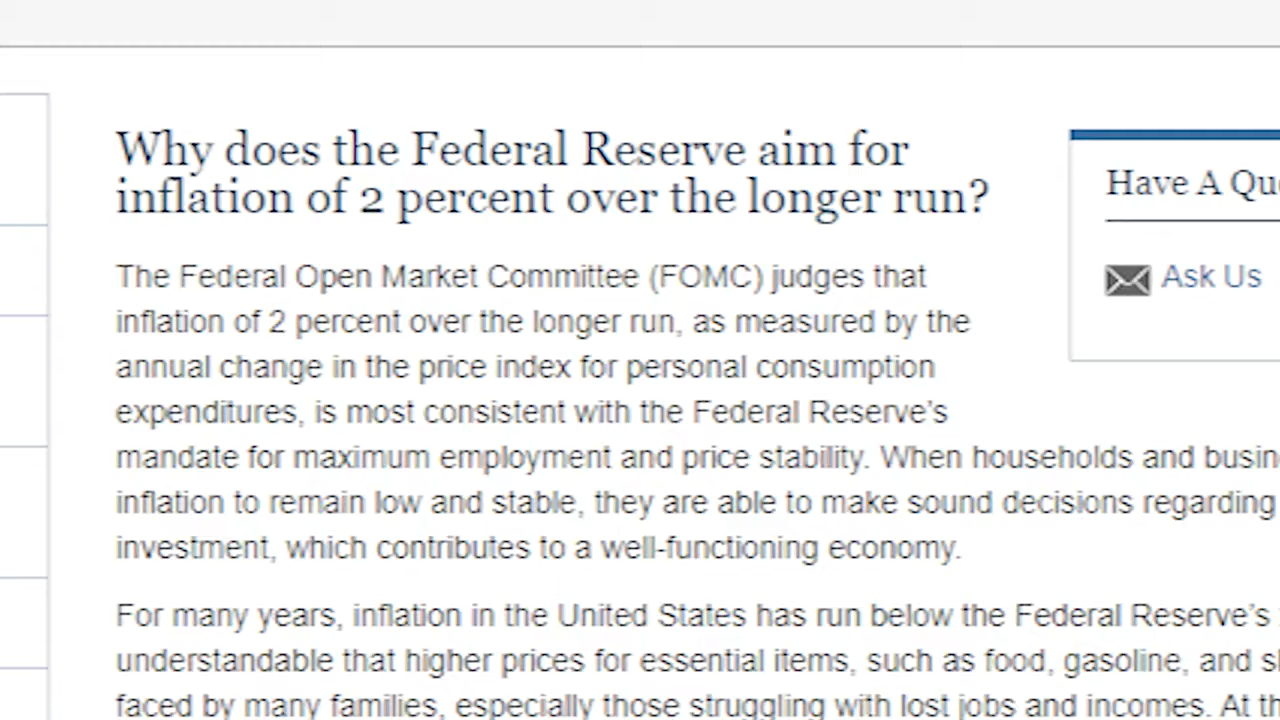 Why does the Federal Reserve aim for
inflation of 2 percent over the longer run?
The Federal Open Market Committee (FOMC) judges that
inflation of 2 percent over the longer run, as measured by the
annual change in the price index for personal consumption
expenditures, is most consistent with the Federal Reserve's
mandate for maximum employment and price stability. When households and
inflation to remain low and stable, they are able to make sound decisions regarding
investment, which contributes to a well-functioning economy.
For many years, inflation in the United States has run below the Federal Reserve's
understandable that higher prices for essential items, such as food, gasoline, and
faced by many families, especially those struggling with lost jobs and incomes. At
Have A
Ask Us